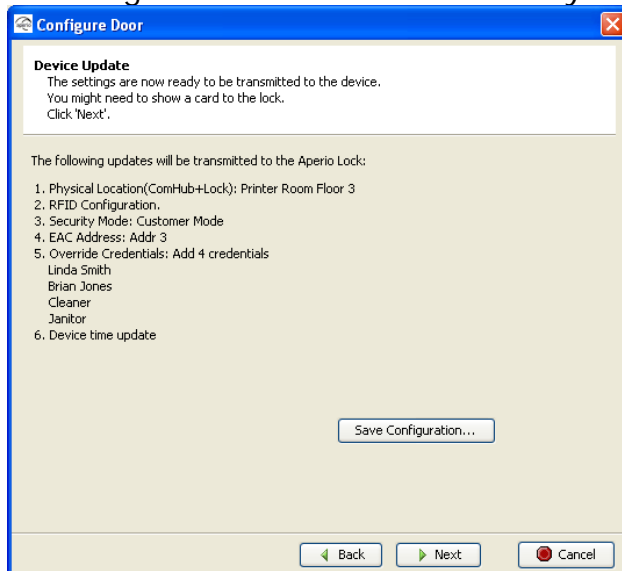 Configure Door
Device Update
The settings are now ready to be transmitted to the device.
You might need to show a card to the lock.
Click 'Next'.
The following updates will be transmitted to the Aperio Lock:
1. Physical Location(ComHub+Lock): Printer Room Floor 3
2. RFID Configuration.
3. Security Mode: Customer Mode
4. EAC Address: Addr 3
5. Override Credentials: Add 4 credentials
Linda Smith
Brian Jones
Cleaner
Janitor
6. Device time update
Save Configuration...
Back Next Cancel